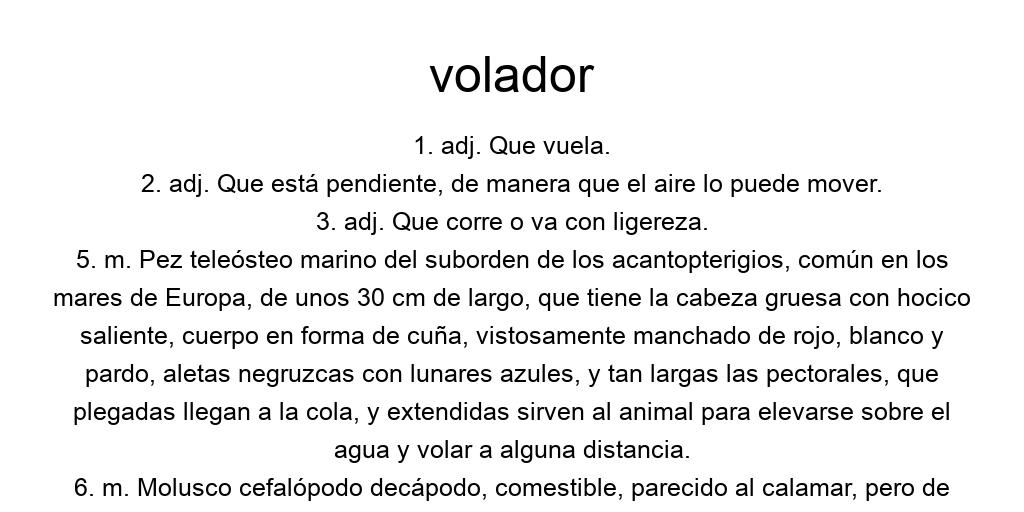 volador
1. adj. Que vuela.
2. adj. Que está pendiente, de manera que el aire lo puede mover.
3. adj. Que corre o va con ligereza.
5. m. Pez teleósteo marino del suborden de los acantopterigios, común en los
mares de Europa, de unos 30 cm de largo, que tiene la cabeza gruesa con hocico
saliente, cuerpo en forma de cuña, vistosamente manchado de rojo, blanco y
pardo, aletas negruzcas con lunares azules, y tan largas las pectorales, que
plegadas llegan a la cola, y extendidas sirven al animal para elevarse sobre el
agua y volar a alguna distancia.
6. m. Molusco cefalópodo decápodo, comestible, parecido al calamar, pero de